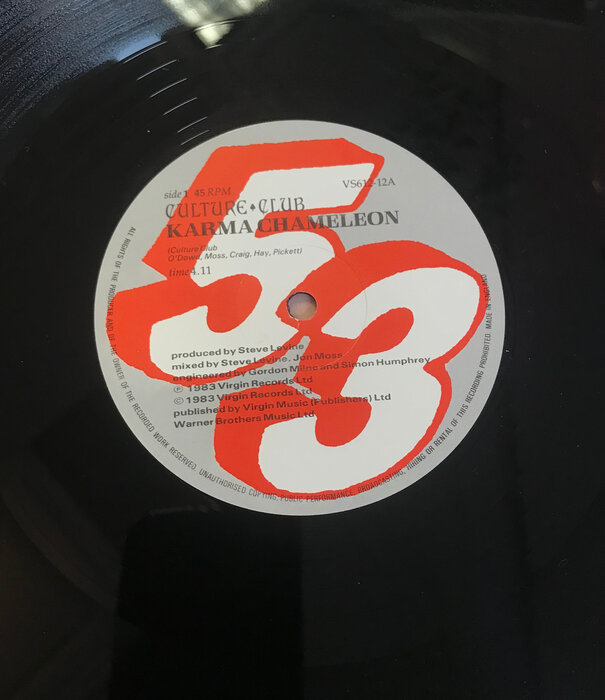 side 1 45 RPM
VS612-12A
CULTURE♦CLUB
KARMA CHAMELEON
(Culture Club
O'Dowd, Moss, Craig, Hay, Pickett)
time 4.11
53
produced by Steve Levine
mixed by Steve Levine, Jon Moss
engineered by Gordon Milne and Simon Humphrey
℗ 1983 Virgin Records Ltd
© 1983 Virgin Records Ltd
published by Virgin Music (Publishers) Ltd
Warner Brothers Music Ltd
ALL RIGHTS OF THE PRODUCER AND OF THE OWNER OF THE RECORDED WORK RESERVED. UNAUTHORISED COPYING, PUBLIC PERFORMANCE, BROADCASTING, HIRING OR RENTAL OF THIS RECORDING PROHIBITED. MADE IN ENGLAND